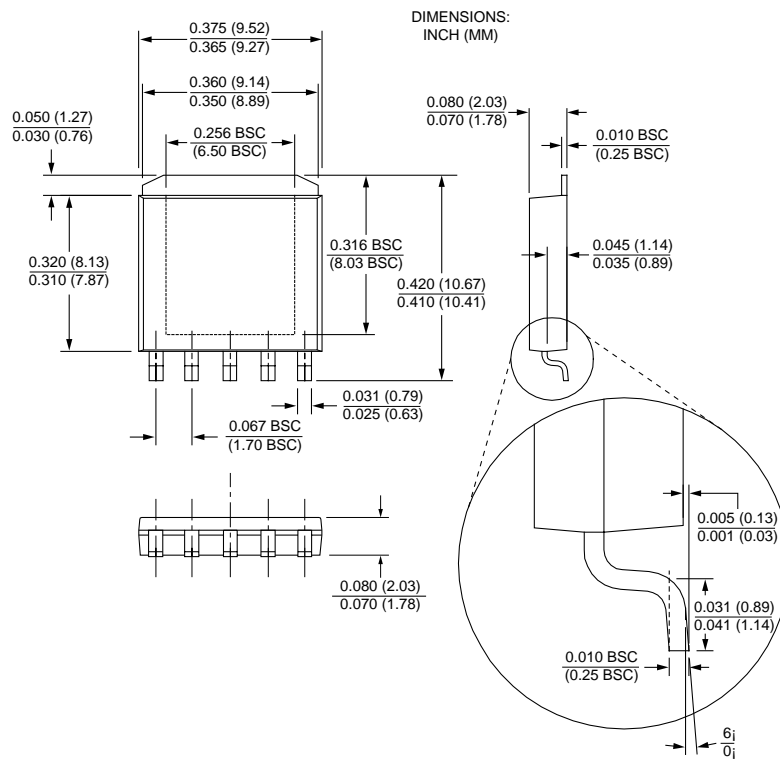 DIMENSIONS:
INCH (MM)
0.375 (9.52)
0.365 (9.27)
0.360 (9.14)
0.350 (8.89)
0.050 (1.27)
0.030 (0.76)
0.256 BSC
(6.50 BSC)
0.080 (2.03)
0.070 (1.78)
0.010 BSC
(0.25 BSC)
0.320 (8.13)
0.310 (7.87)
0.316 BSC
(8.03 BSC)
0.420 (10.67)
0.410 (10.41)
0.045 (1.14)
0.035 (0.89)
0.031 (0.79)
0.025 (0.63)
0.067 BSC
(1.70 BSC)
0.005 (0.13)
0.001 (0.03)
0.080 (2.03)
0.070 (1.78)
0.031 (0.89)
0.041 (1.14)
0.010 BSC
(0.25 BSC)
6¡
0¡